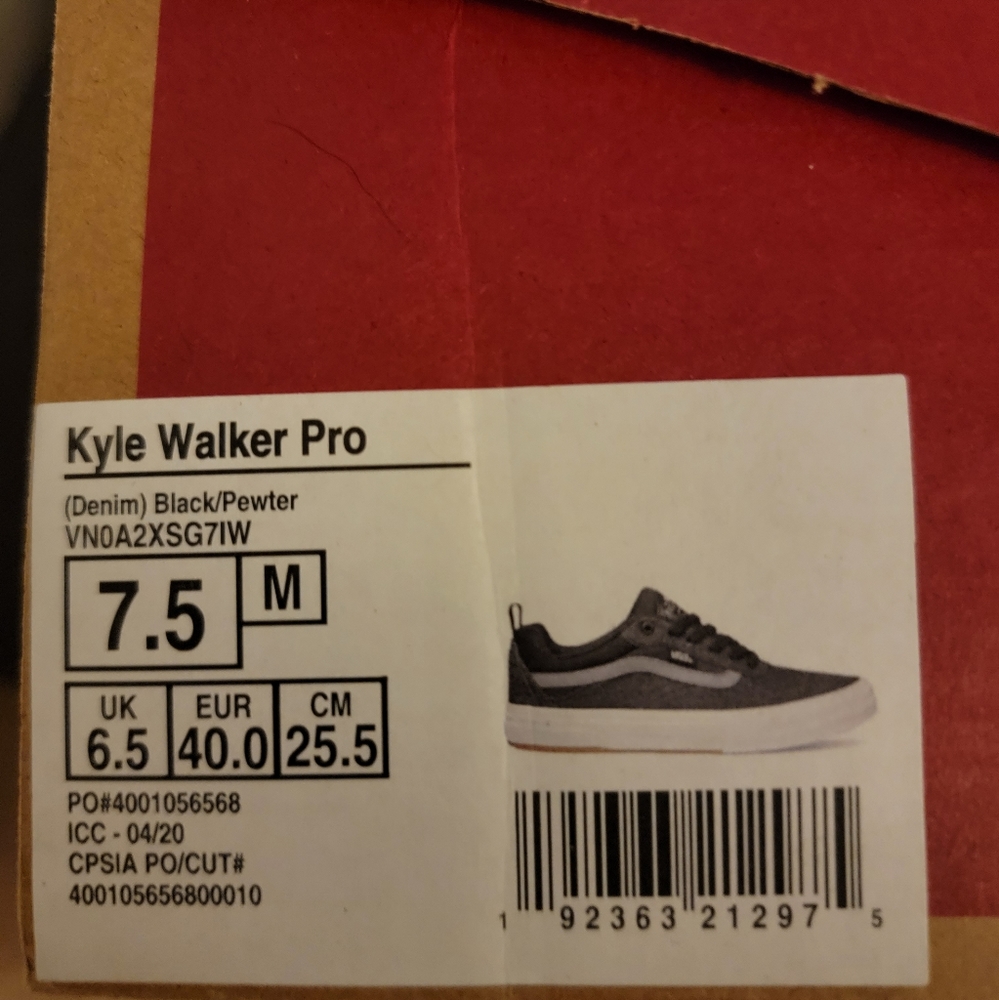 Kyle Walker Pro
(Denim) Black/Pewter
VN0A2XSG7IW
7.5 M
UK EUR CM
6.5 40.0 25.5
PO#4001056568
ICC - 04/20
CPSIA PO/CUT#
400105656800010
1 92363 21297 5